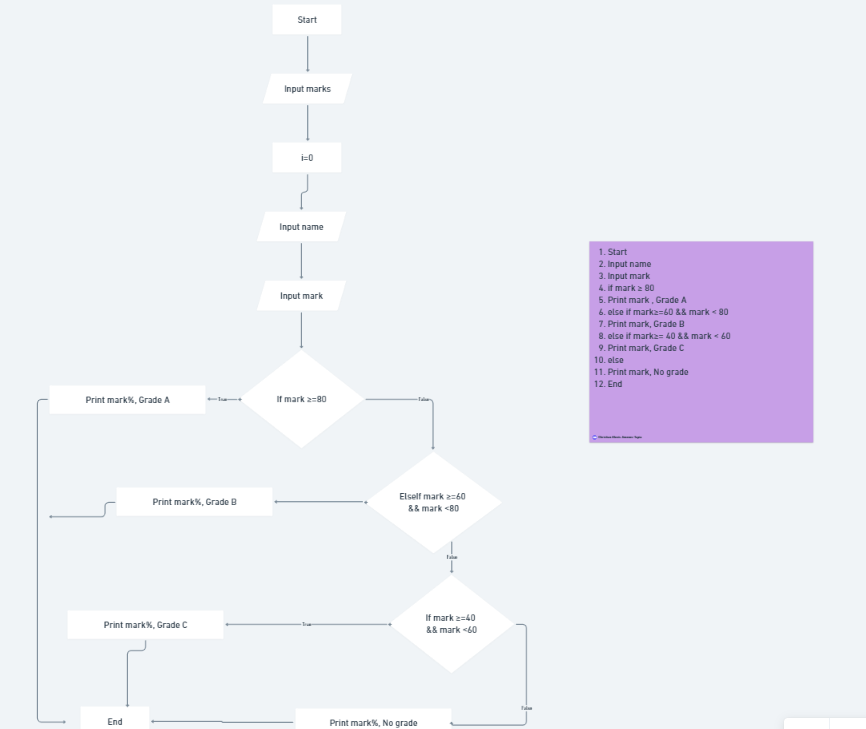 Start
Input marks
i=0
Input name
Input mark
If mark ≥=80
True
False
Print mark%, Grade A
ElseIf mark ≥=60
&& mark <80
Print mark%, Grade B
False
If mark ≥=40
&& mark <60
True
Print mark%, Grade C
False
End
Print mark%, No grade
1. Start
2. Input name
3. Input mark
4. if mark ≥ 80
5. Print mark , Grade A
6. else if mark≥=60 && mark < 80
7. Print mark, Grade B
8. else if mark≥= 40 && mark < 60
9. Print mark, Grade C
10. else
11. Print mark, No grade
12. End